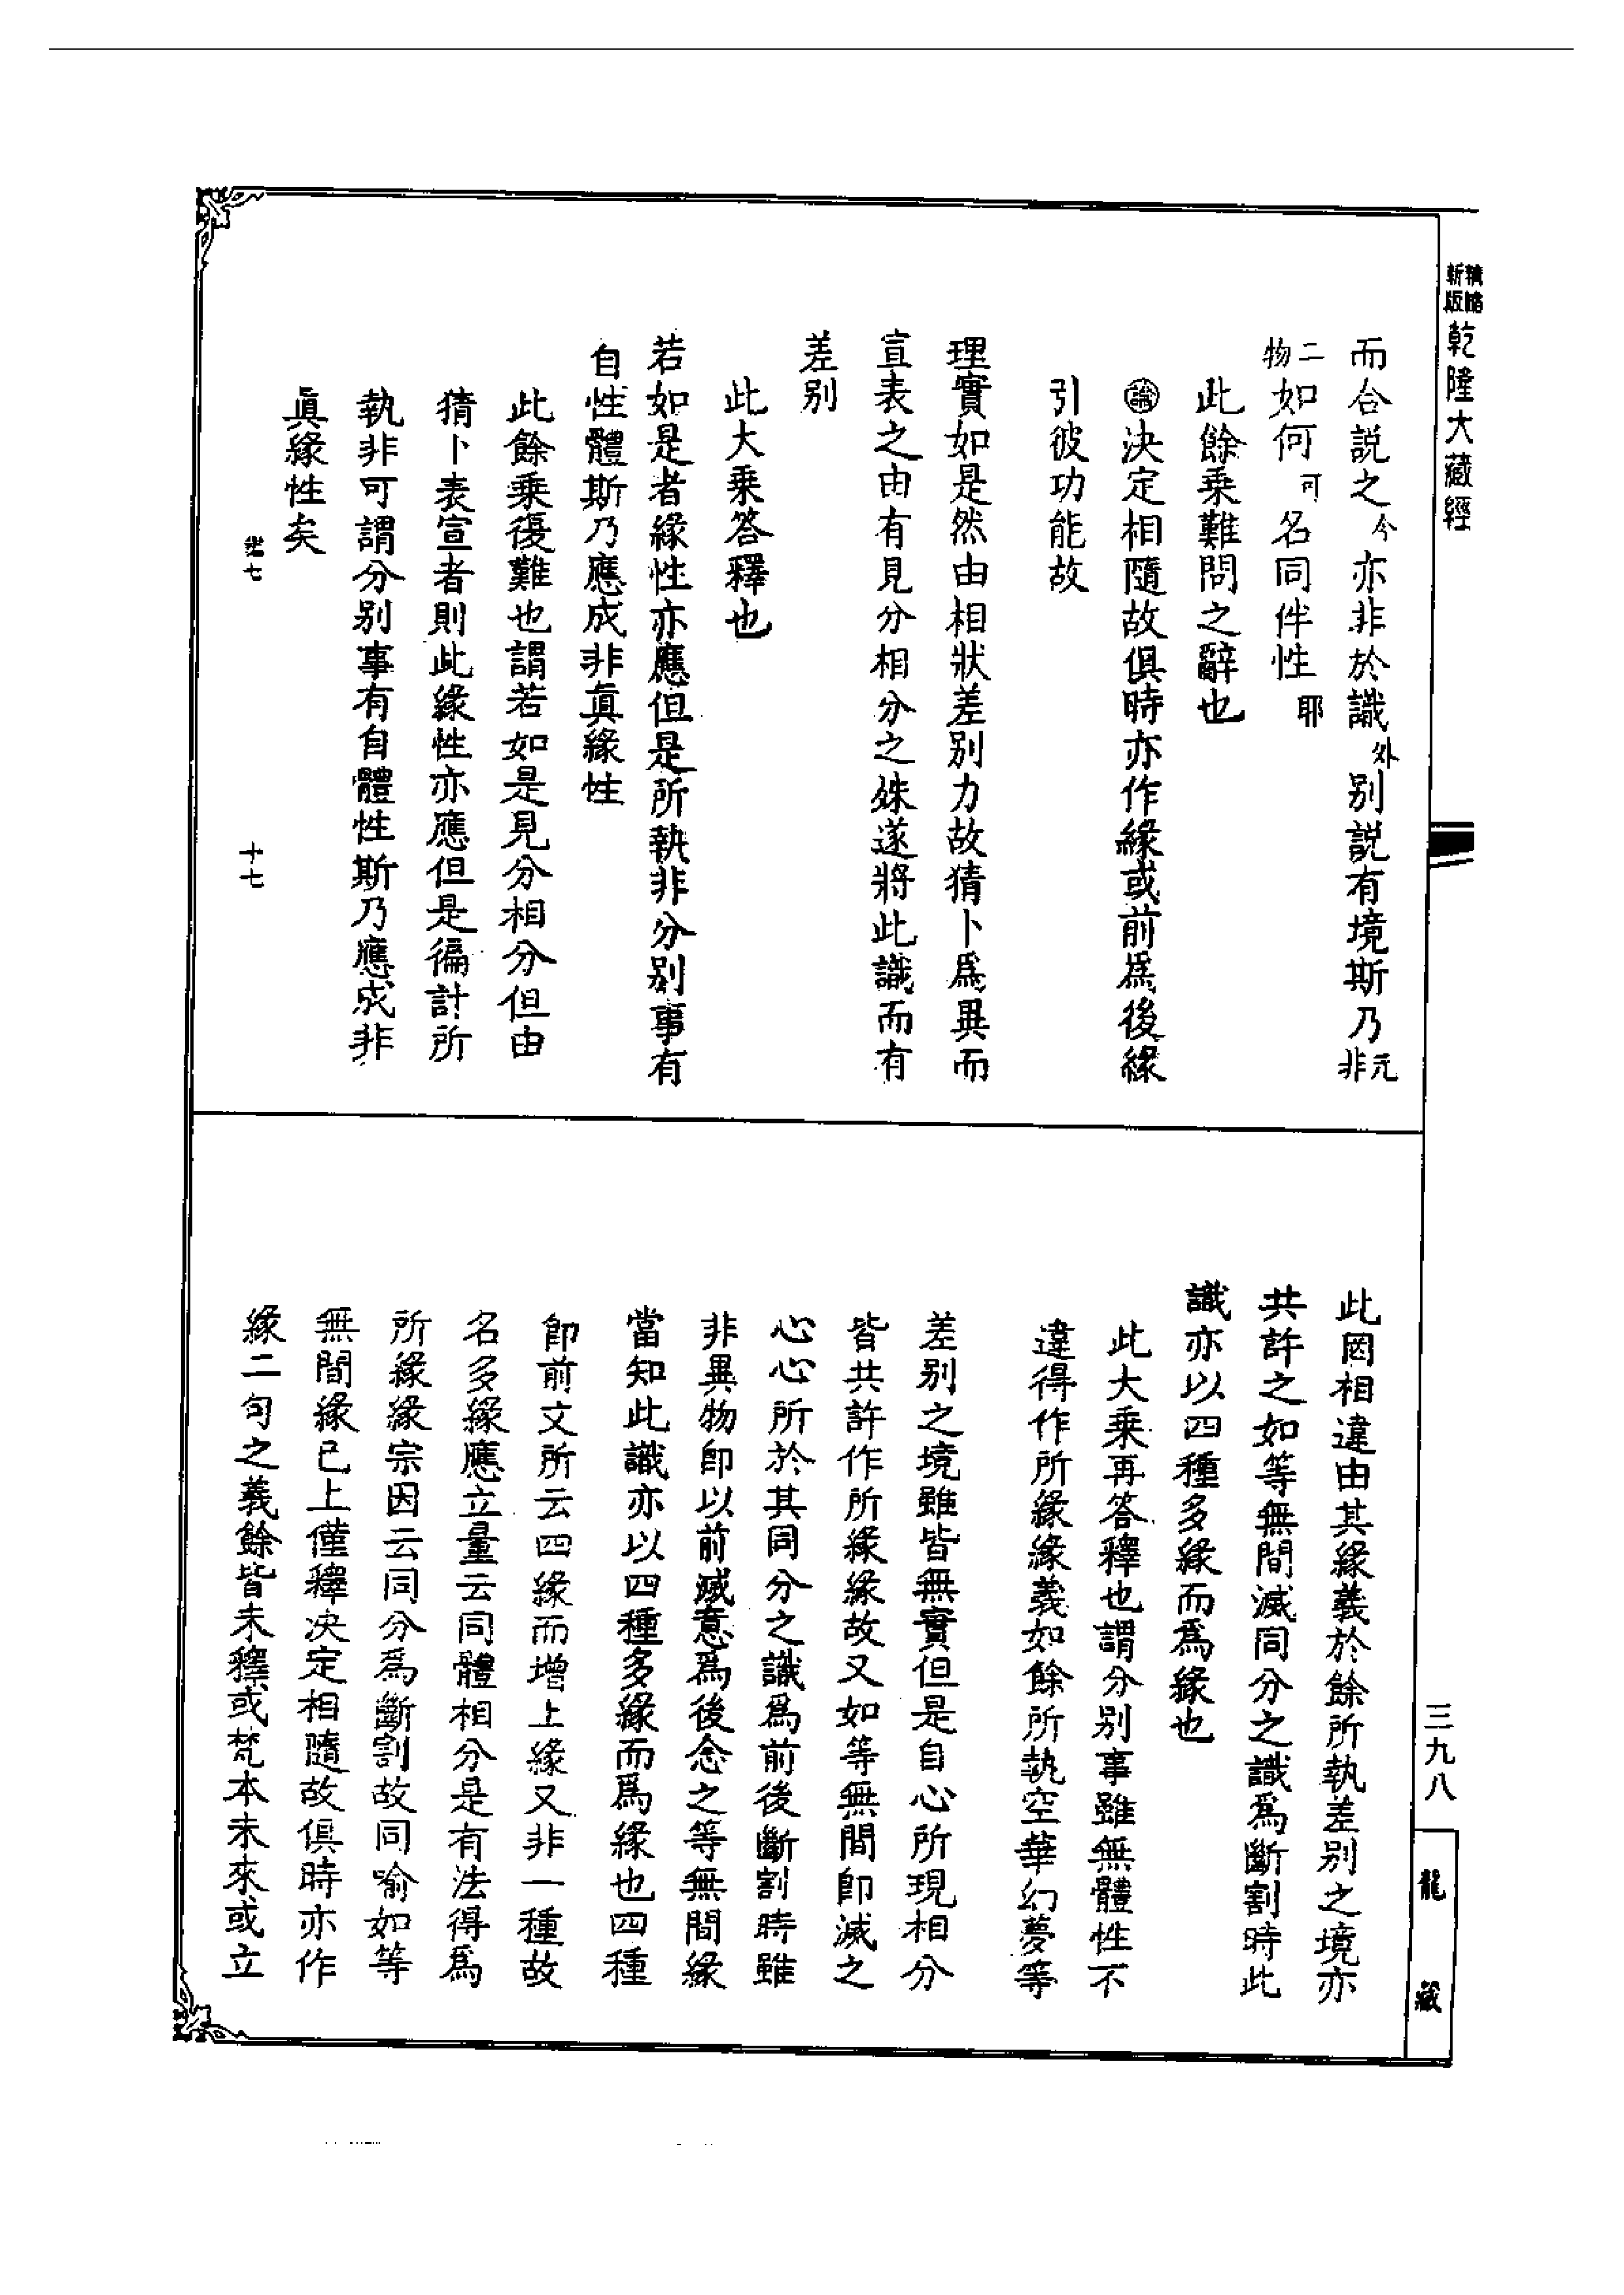 精縮新版乾隆大藏經
而合説之今亦非於識外别説有境斯乃元非
二物如何可名同伴性耶
此餘乘難問之辭也
論決定相隨故俱時亦作緣或前爲後緣
引彼功能故
理實如是然由相狀差别力故猜卜爲異而
宣表之由有見分相分之殊遂將此識而有
差别
此大乘答釋也
若如是者緣性亦應但是所執非分别事有
自性體斯乃應成非眞緣性
此餘乘復難也謂若如是見分相分但由
猜卜表宣者則此緣性亦應但是徧計所
執非可謂分别事有自體性斯乃應成非
眞緣性矣
十七
此罔相違由其緣義於餘所執差别之境亦
共許之如等無間滅同分之識爲斷割時此
識亦以四種多緣而爲緣也
此大乘再答釋也謂分别事雖無體性不
違得作所緣緣義如餘所執空華幻夢等
差别之境雖皆無實但是自心所現相分
皆共許作所緣緣故又如等無間卽滅之
心心所於其同分之識爲前後斷割時雖
非異物卽以前滅意爲後念之等無間緣
當知此識亦以四種多緣而爲緣也四種
卽前文所云四緣而增上緣又非一種故
名多緣應立量云同體相分是有法得爲
所緣緣宗因云同分爲斷割故同喻如等
無間緣已上僅釋决定相隨故俱時亦作
緣二句之義餘皆未釋或梵本未來或立
三九八
龍藏